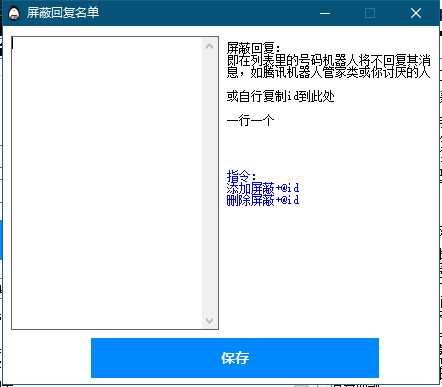 屏蔽回复名单
屏蔽回复:
即在列表里的号码机器人将不回复其消
息，如腾讯机器人管家类或你讨厌的人
或自行复制id到此处
一行一个
指令:
添加屏蔽+@id
删除屏蔽+@id
保存